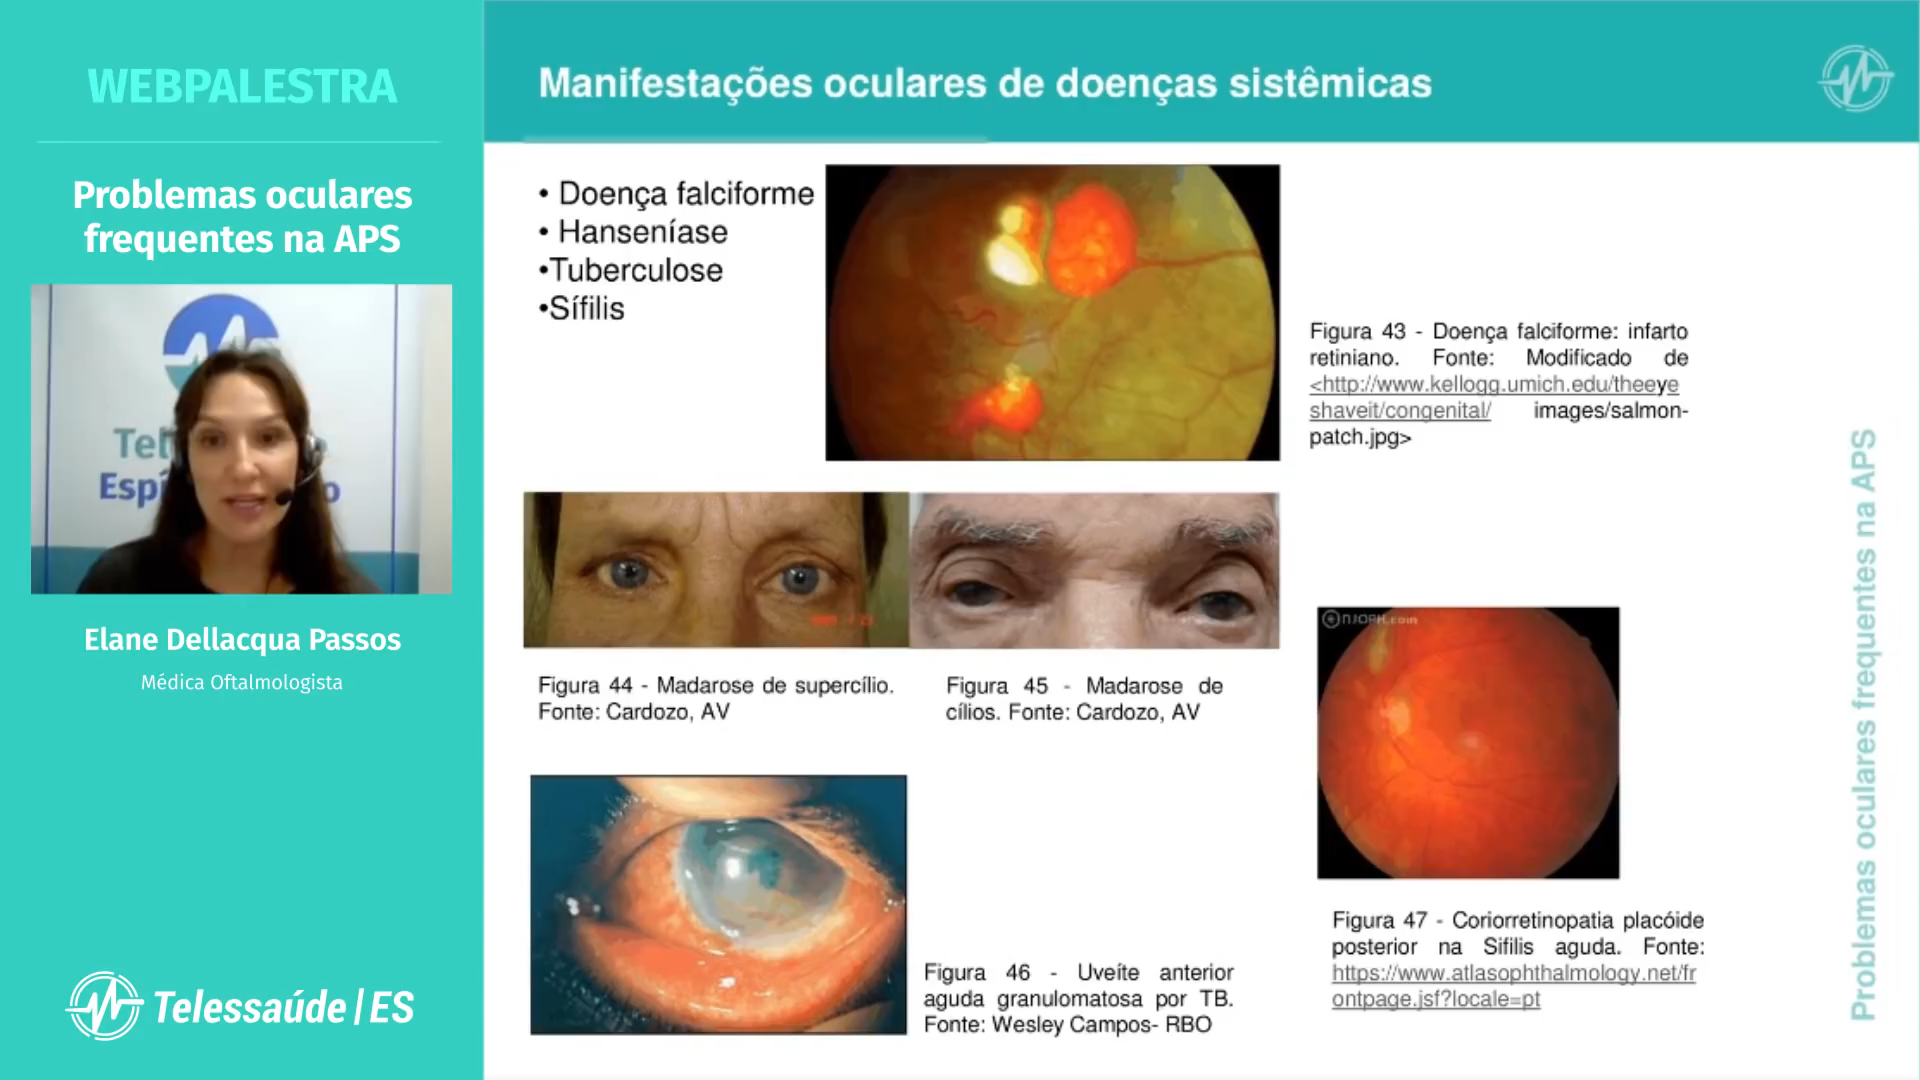 WEBPALESTRA
Problemas oculares
frequentes na APS
Elane Dellacqua Passos
Médica Oftalmologista
Telessaúde|ES
Manifestações oculares de doenças sistêmicas
• Doença falciforme
• Hanseníase
•Tuberculose
•Sífilis
Figura 43 - Doença falciforme: infarto
retiniano. Fonte: Modificado de
<http://www.kellogg.umich.edu/theeye
shaveit/congenital/ images/salmon-
patch.jpg>
Figura 44 - Madarose de supercílio.
Fonte: Cardozo, AV
Figura 45 - Madarose de
cílios. Fonte: Cardozo, AV
Figura 46 - Uveíte anterior
aguda granulomatosa por TB.
Fonte: Wesley Campos- RBO
NJOPH.com
Figura 47 - Coriorretinopatia placóide
posterior na Sifilis aguda. Fonte:
https://www.atlasophthalmology.net/fr
ontpage.jsf?locale=pt
Problemas oculares frequentes na APS